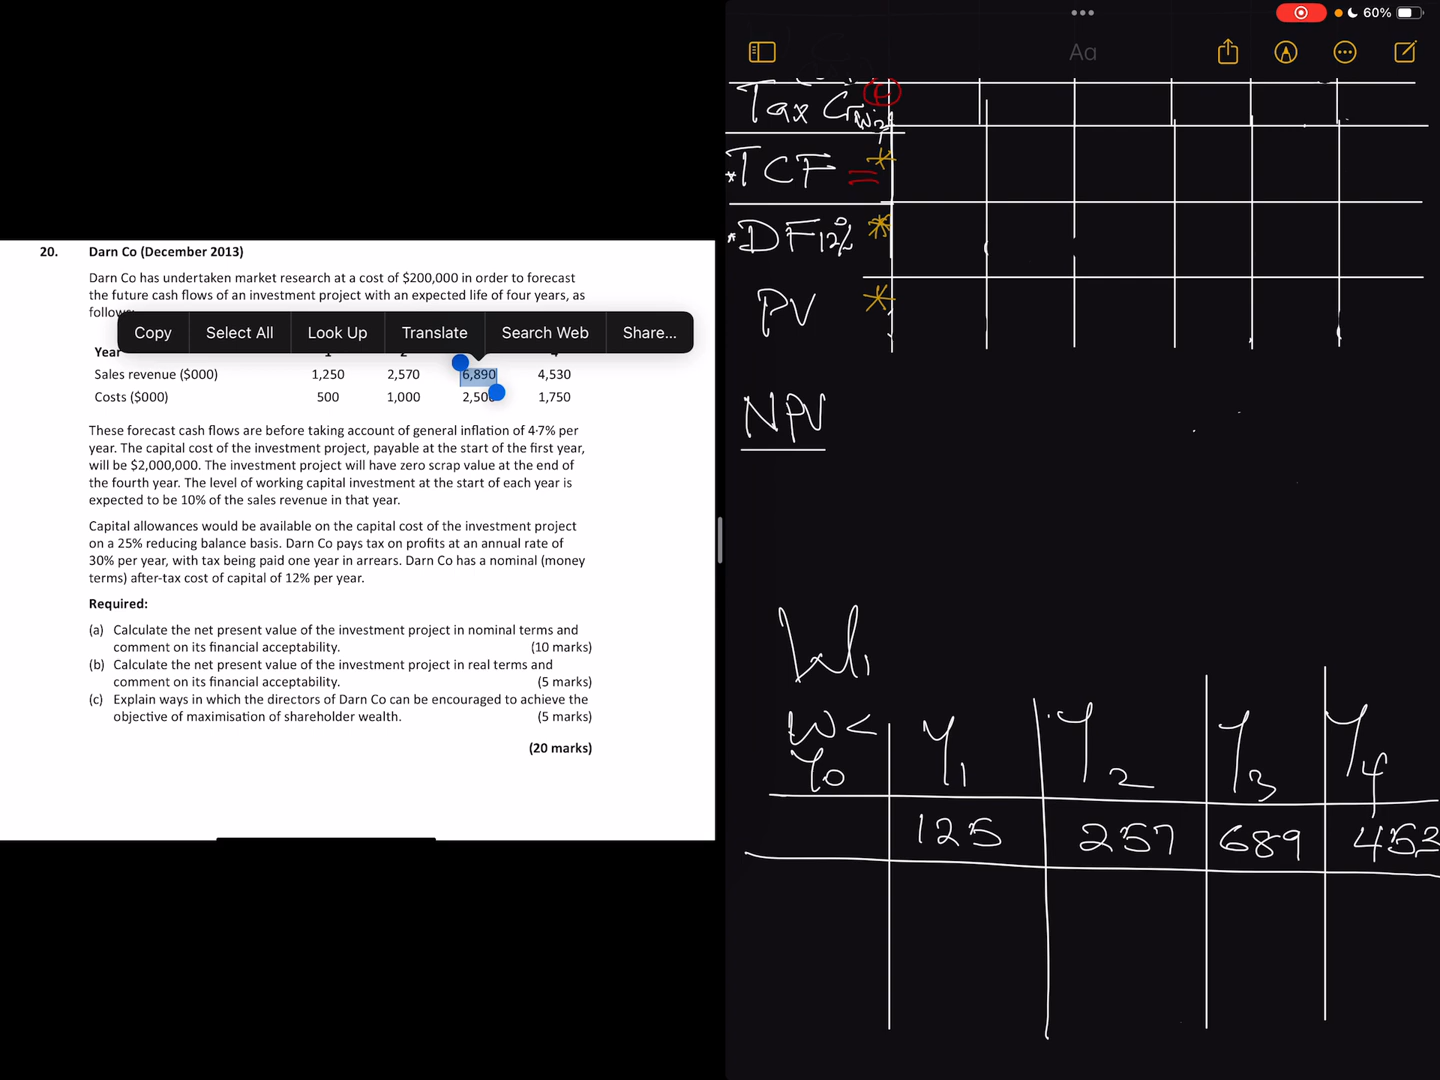 60%
Aa
20. Darn Co (December 2013)
Darn Co has undertaken market research at a cost of $200,000 in order to forecast
the future cash flows of an investment project with an expected life of four years, as
Copy Select All Look Up Translate Search Web Share...
Year
Sales revenue ($000) 1,250 2,570 6,890 4,530
Costs ($000) 500 1,000 2,500 1,750
These forecast cash flows are before taking account of general inflation of 4·7% per
year. The capital cost of the investment project, payable at the start of the first year,
will be $2,000,000. The investment project will have zero scrap value at the end of
the fourth year. The level of working capital investment at the start of each year is
expected to be 10% of the sales revenue in that year.
Capital allowances would be available on the capital cost of the investment project
on a 25% reducing balance basis. Darn Co pays tax on profits at an annual rate of
30% per year, with tax being paid one year in arrears. Darn Co has a nominal (money
terms) after-tax cost of capital of 12% per year.
Required:
(a) Calculate the net present value of the investment project in nominal terms and
comment on its financial acceptability. (10 marks)
(b) Calculate the net present value of the investment project in real terms and
comment on its financial acceptability. (5 marks)
(c) Explain ways in which the directors of Darn Co can be encouraged to achieve the
objective of maximisation of shareholder wealth. (5 marks)
(20 marks)
Tax
*TCF = *
*DF12% *
PV *
NPV
W1
WC
Y0 Y1 Y2 Y3 Y4
125 257 689 453